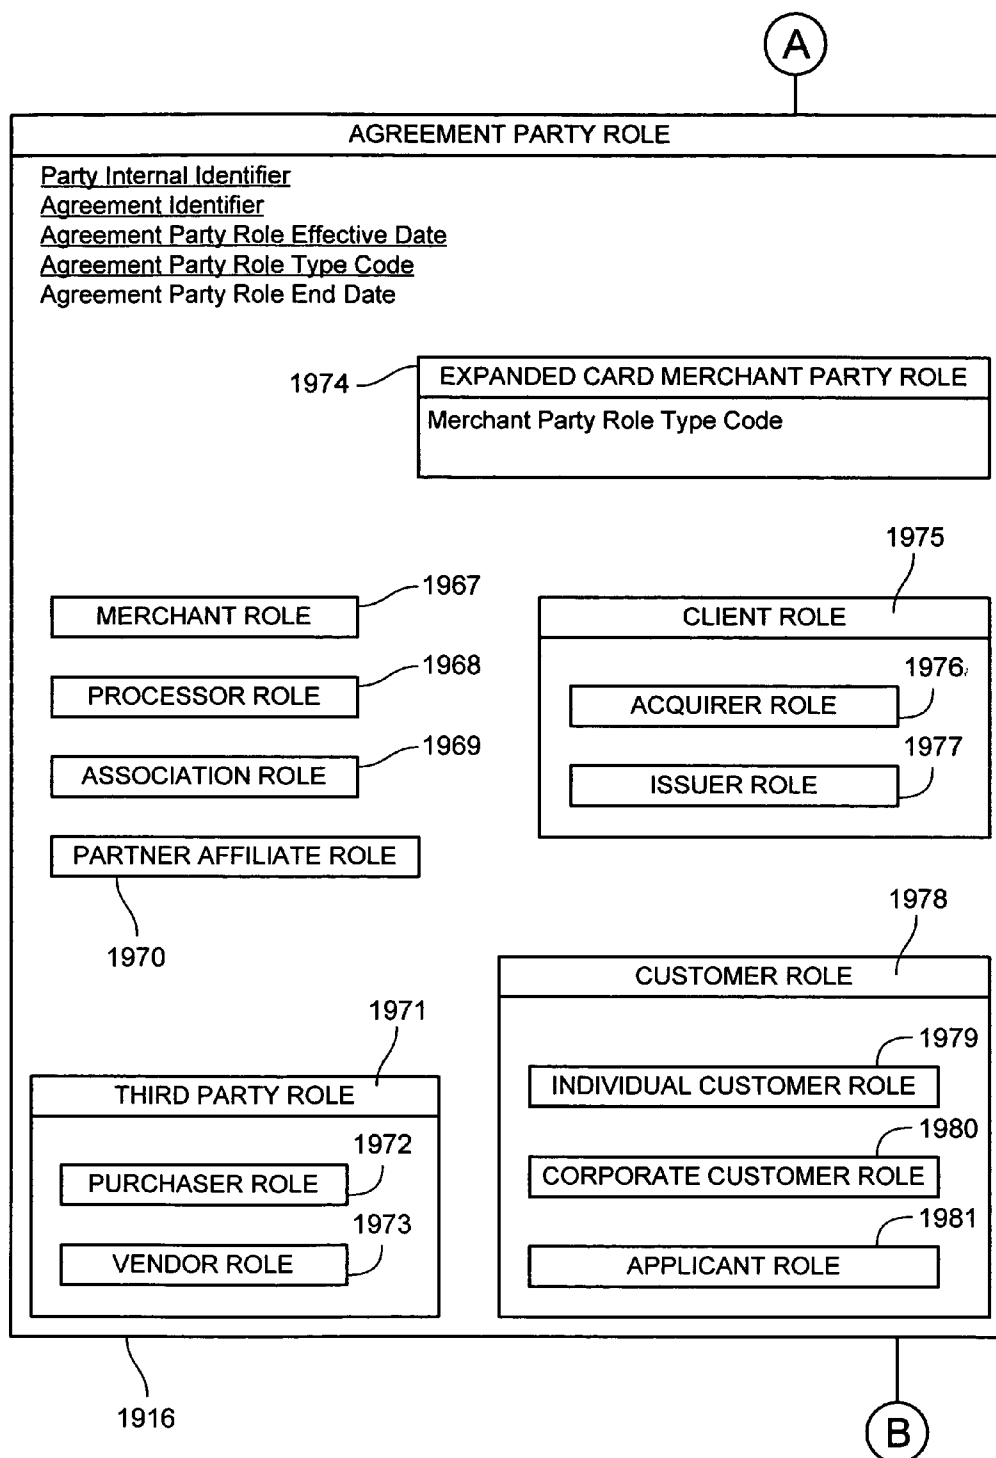 A
AGREEMENT PARTY ROLE
Party Internal Identifier
Agreement Identifier
Agreement Party Role Effective Date
Agreement Party Role Type Code
Agreement Party Role End Date
1974
EXPANDED CARD MERCHANT PARTY ROLE
Merchant Party Role Type Code
1975
1967
MERCHANT ROLE
CLIENT ROLE
1968
PROCESSOR ROLE
1976
ACQUIRER ROLE
1969
ASSOCIATION ROLE
1977
ISSUER ROLE
PARTNER AFFILIATE ROLE
1970
1978
CUSTOMER ROLE
1971
THIRD PARTY ROLE
1979
INDIVIDUAL CUSTOMER ROLE
1972
PURCHASER ROLE
1980
CORPORATE CUSTOMER ROLE
1973
VENDOR ROLE
1981
APPLICANT ROLE
1916
B